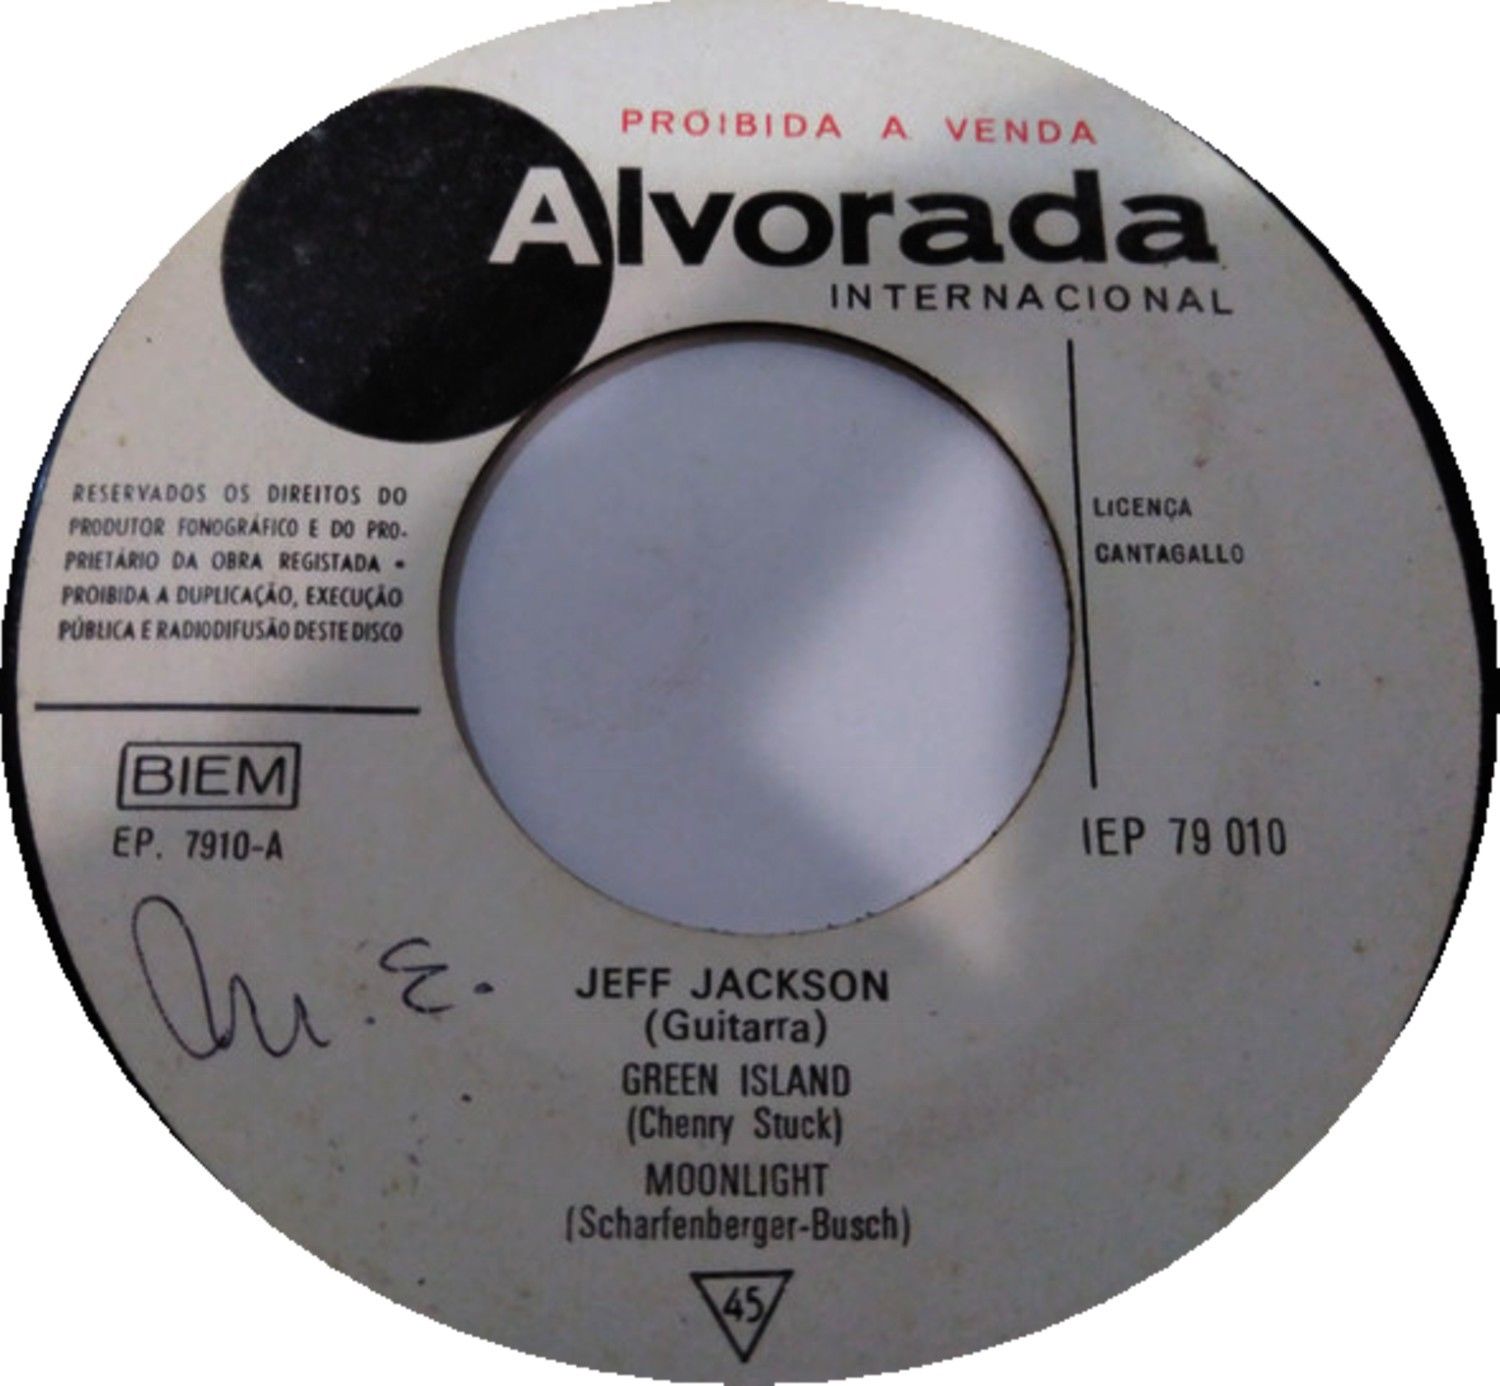 PROIBIDA A VENDA
Alvorada
INTERNACIONAL
RESERVADOS OS DIREITOS DO
PRODUTOR FONOGRÁFICO E DO PRO-
PRIETÁRIO DA OBRA REGISTADA •
PROIBIDA A DUPLICAÇÃO, EXECUÇÃO
PÚBLICA E RADIODIFUSÃO DESTE DISCO
LICENÇA
CANTAGALLO
BIEM
EP. 7910-A
IEP 79 010
JEFF JACKSON
(Guitarra)
GREEN ISLAND
(Chenry Stuck)
MOONLIGHT
(Scharfenberger-Busch)
45